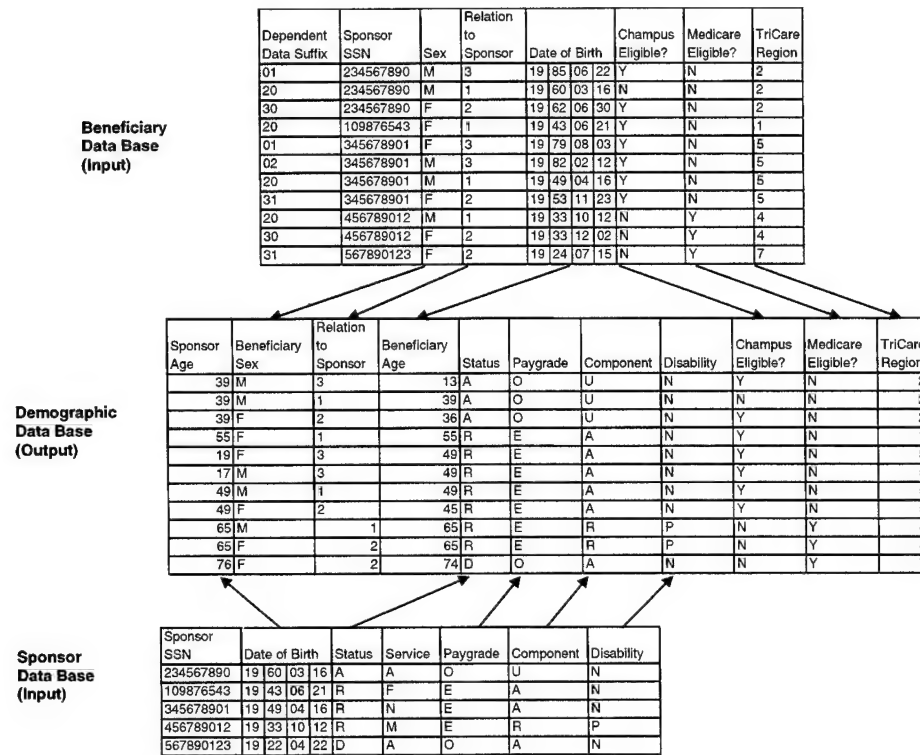 Beneficiary
Data Base
(Input)
Dependent Data Suffix | Sponsor SSN | Sex | Relation to Sponsor | Date of Birth | Champus Eligible? | Medicare Eligible? | TriCare Region
01 | 234567890 | M | 3 | 19 85 06 22 | Y | N | 2
20 | 234567890 | M | 1 | 19 60 03 16 | N | N | 2
30 | 234567890 | F | 2 | 19 62 06 30 | Y | N | 2
20 | 109876543 | F | 1 | 19 43 06 21 | Y | N | 1
01 | 345678901 | F | 3 | 19 79 08 03 | Y | N | 5
02 | 345678901 | M | 3 | 19 82 02 12 | Y | N | 5
20 | 345678901 | M | 1 | 19 49 04 16 | Y | N | 5
31 | 345678901 | F | 2 | 19 53 11 23 | Y | N | 5
20 | 456789012 | M | 1 | 19 33 10 12 | N | Y | 4
30 | 456789012 | F | 2 | 19 33 12 02 | N | Y | 4
31 | 567890123 | F | 2 | 19 24 07 15 | N | Y | 7
Demographic
Data Base
(Output)
Sponsor Age | Beneficiary Sex | Relation to Sponsor | Beneficiary Age | Status | Paygrade | Component | Disability | Champus Eligible? | Medicare Eligible? | TriCare Region
39 | M | 3 | 13 | A | O | U | N | Y | N
39 | M | 1 | 39 | A | O | U | N | N | N
39 | F | 2 | 36 | A | O | U | N | Y | N
55 | F | 1 | 55 | R | E | A | N | Y | N
19 | F | 3 | 49 | R | E | A | N | Y | N
17 | M | 3 | 49 | R | E | A | N | Y | N
49 | M | 1 | 49 | R | E | A | N | Y | N
49 | F | 2 | 45 | R | E | A | N | Y | N
65 | M | 1 | 65 | R | E | R | P | N | Y
65 | F | 2 | 65 | R | E | R | P | N | Y
76 | F | 2 | 74 | D | O | A | N | N | Y
Sponsor
Data Base
(Input)
Sponsor SSN | Date of Birth | Status | Service | Paygrade | Component | Disability
234567890 | 19 60 03 16 | A | A | O | U | N
109876543 | 19 43 06 21 | R | F | E | A | N
345678901 | 19 49 04 16 | R | N | E | A | N
456789012 | 19 33 10 12 | R | M | E | R | P
567890123 | 19 22 04 22 | D | A | O | A | N